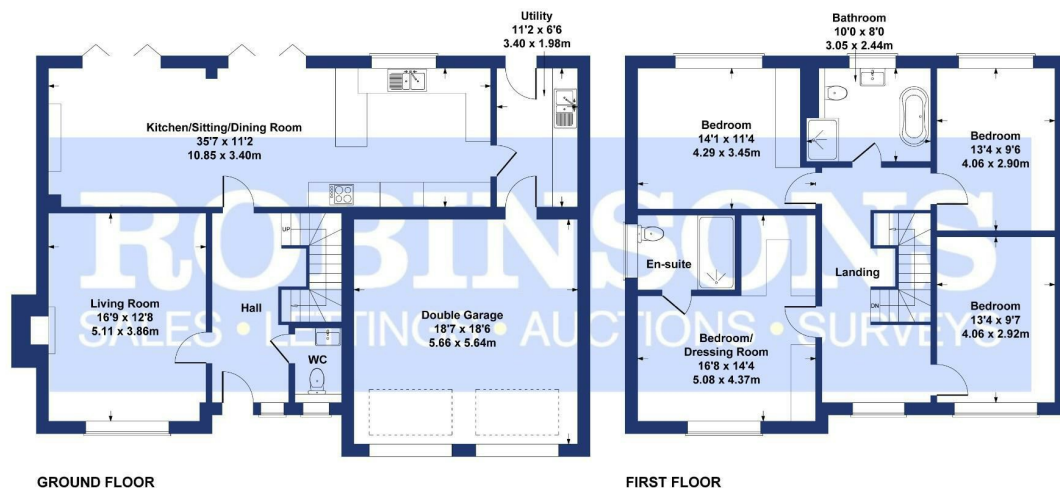 Utility
11'2 x 6'6
3.40 x 1.98m
Kitchen/Sitting/Dining Room
35'7 x 11'2
10.85 x 3.40m
Living Room
16'9 x 12'8
5.11 x 3.86m
Hall
UP
WC
Double Garage
18'7 x 18'6
5.66 x 5.64m
GROUND FLOOR
Bathroom
10'0 x 8'0
3.05 x 2.44m
Bedroom
14'1 x 11'4
4.29 x 3.45m
Bedroom
13'4 x 9'6
4.06 x 2.90m
En-suite
Landing
DN
Bedroom/
Dressing Room
16'8 x 14'4
5.08 x 4.37m
Bedroom
13'4 x 9'7
4.06 x 2.92m
FIRST FLOOR
ROBINSONS
SALES • LETTING • AUCTIONS • SURVEYS